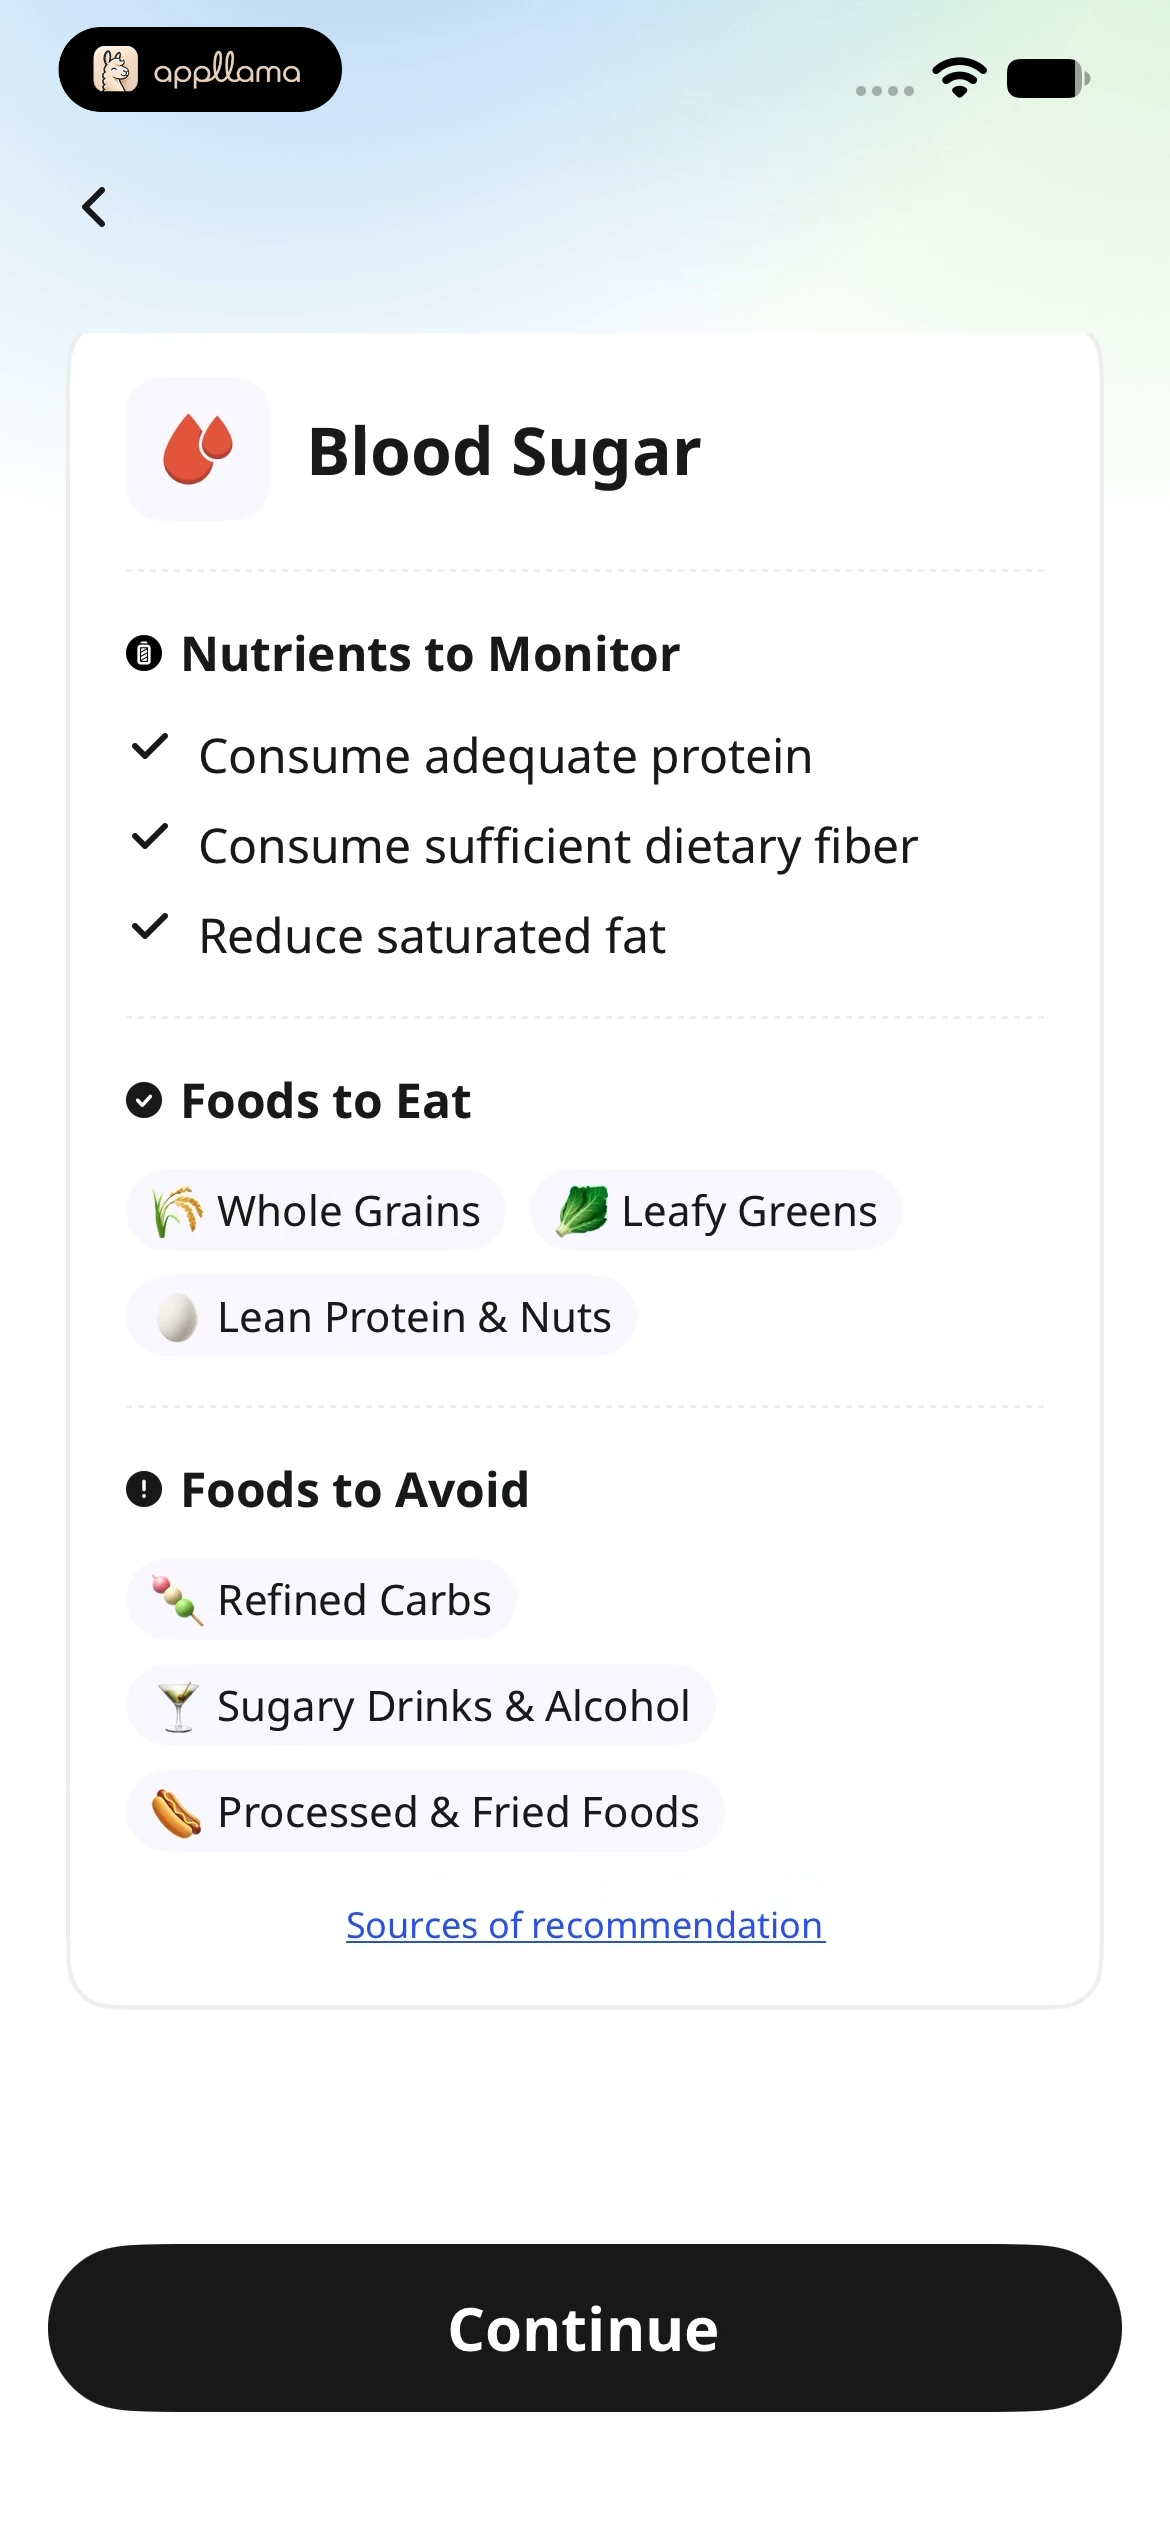 appllama
Blood Sugar
Nutrients to Monitor
Consume adequate protein
Consume sufficient dietary fiber
Reduce saturated fat
Foods to Eat
Whole Grains
Leafy Greens
Lean Protein & Nuts
Foods to Avoid
Refined Carbs
Sugary Drinks & Alcohol
Processed & Fried Foods
Sources of recommendation
Continue